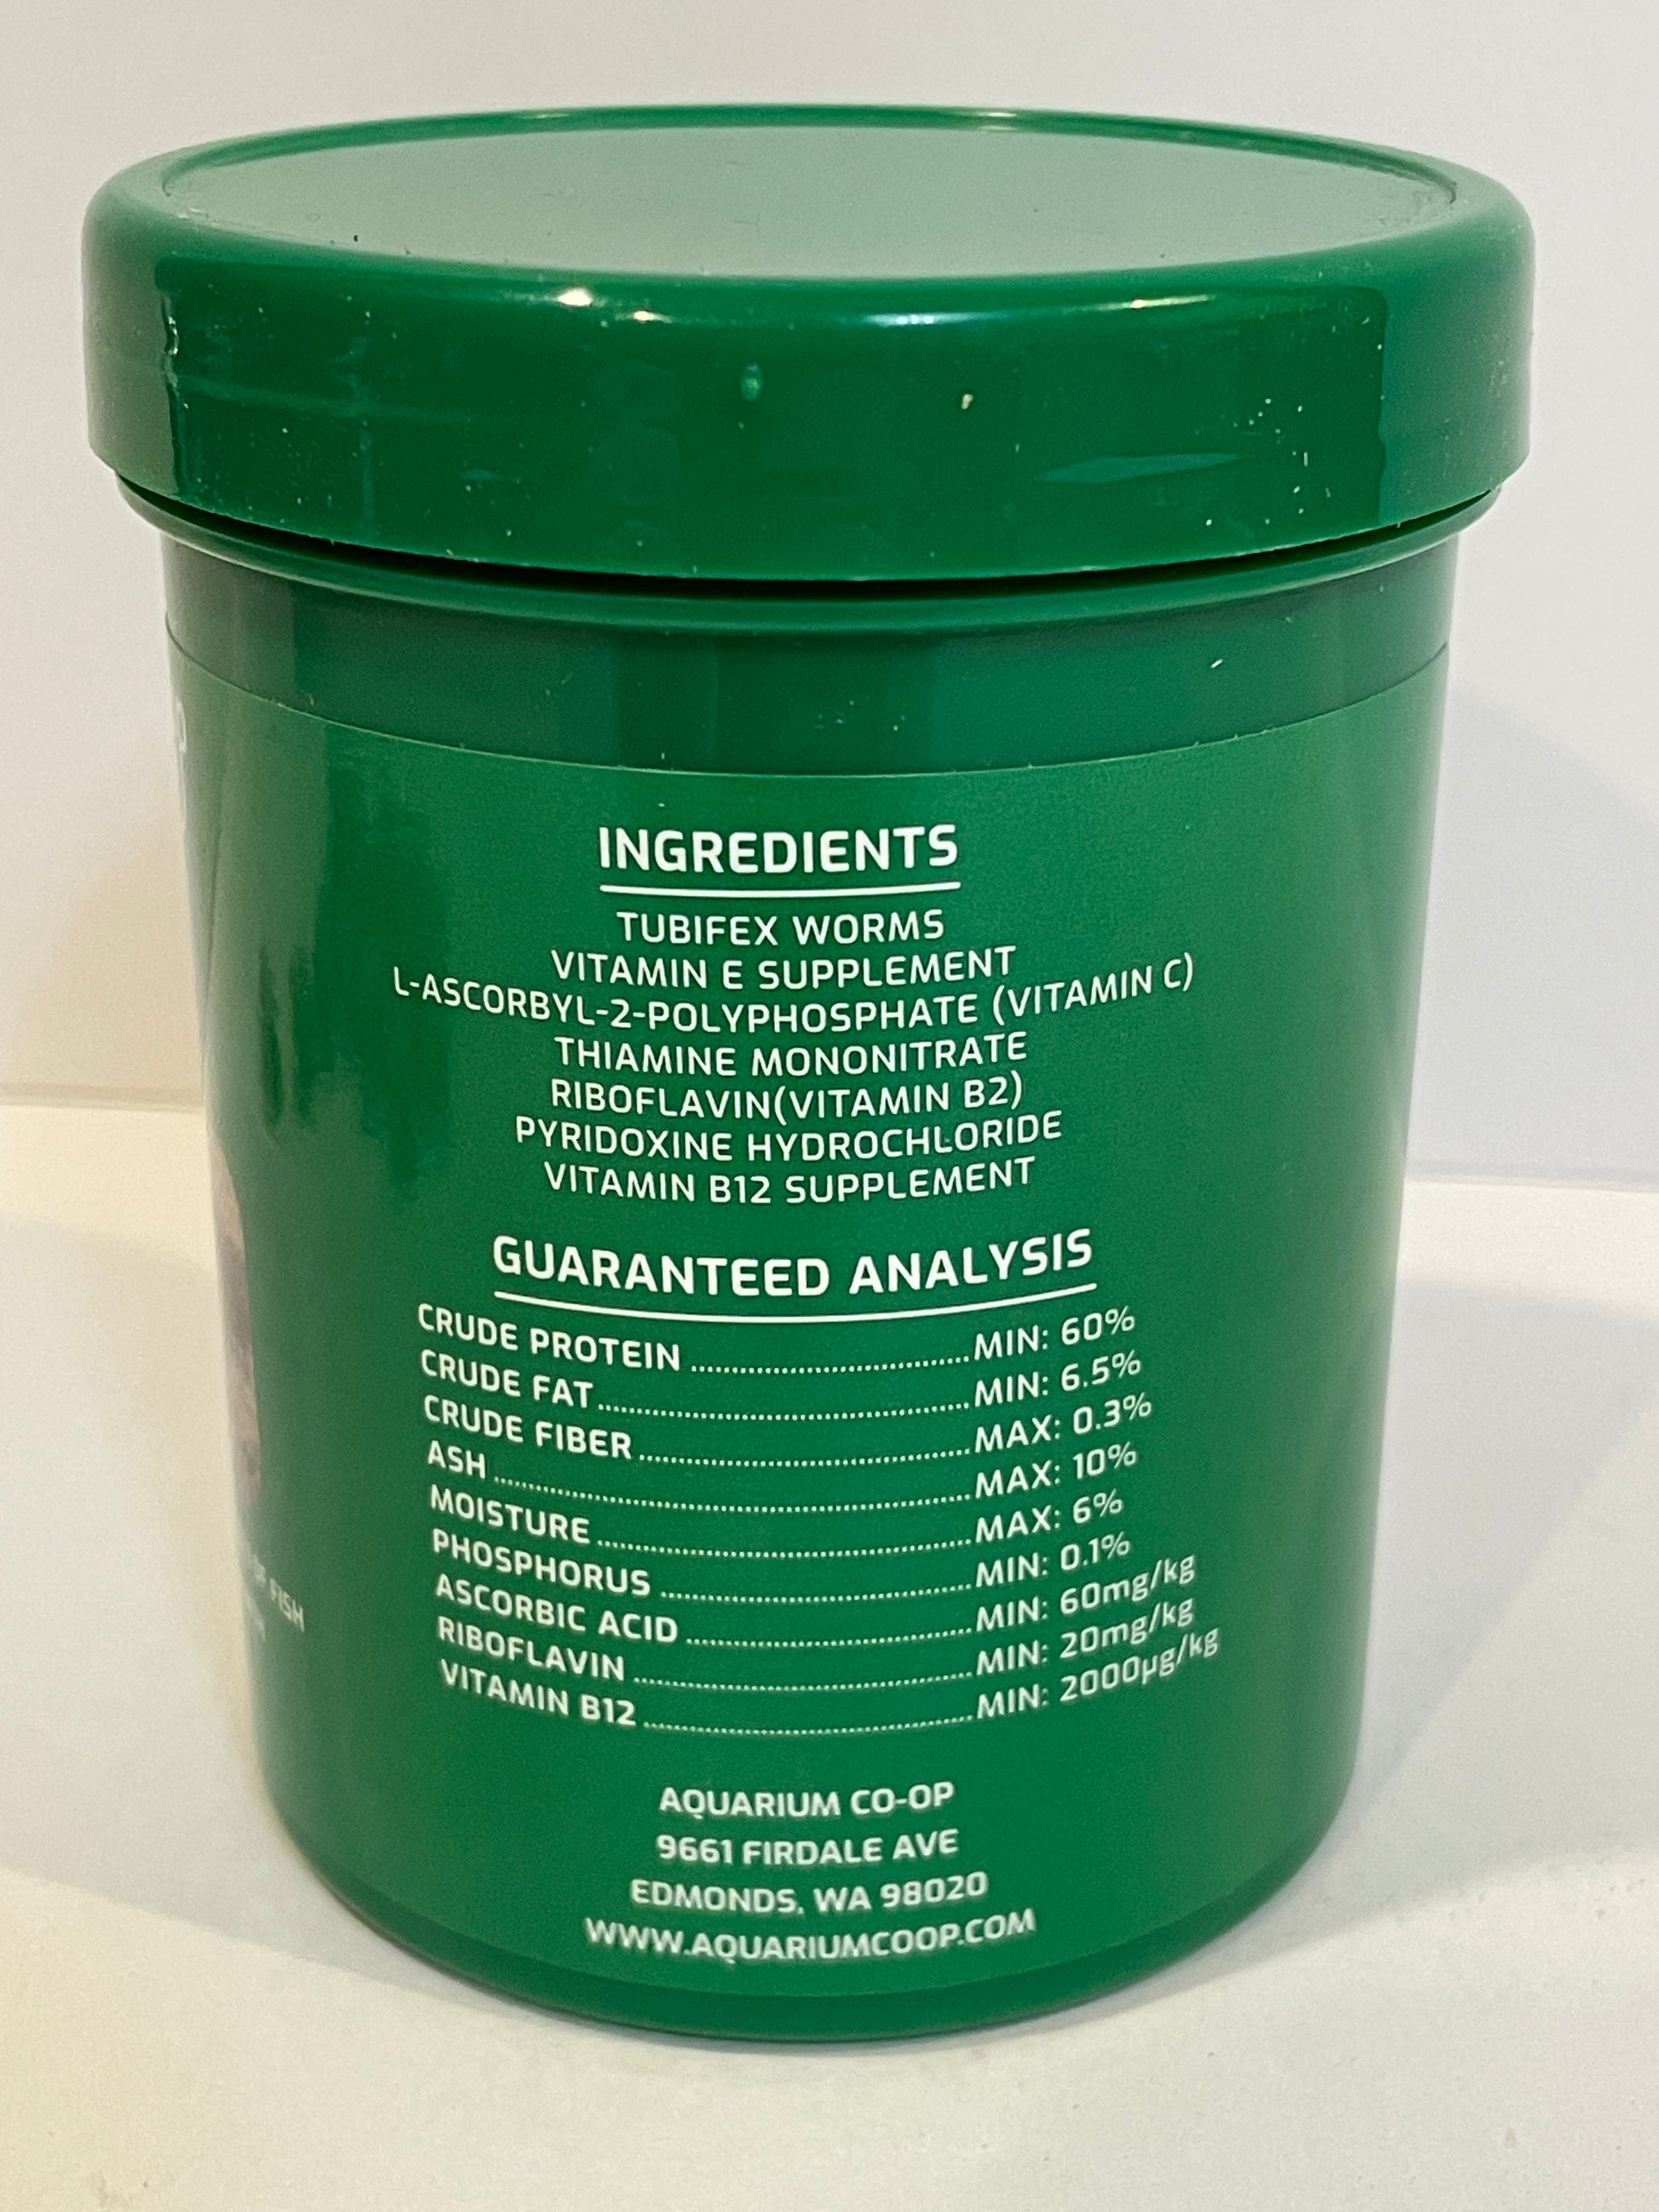 INGREDIENTS
TUBIFEX WORMS
VITAMIN E SUPPLEMENT
L-ASCORBYL-2-POLYPHOSPHATE (VITAMIN C)
THIAMINE MONONITRATE
RIBOFLAVIN(VITAMIN B2)
PYRIDOXINE HYDROCHLORIDE
VITAMIN B12 SUPPLEMENT
GUARANTEED ANALYSIS
CRUDE PROTEIN ........ MIN: 60%
CRUDE FAT ........ MIN: 6.5%
CRUDE FIBER ........ MAX: 0.3%
ASH ........ MAX: 10%
MOISTURE ........ MAX: 6%
PHOSPHORUS ........ MIN: 0.1%
ASCORBIC ACID ........ MIN: 60mg/kg
RIBOFLAVIN ........ MIN: 20mg/kg
VITAMIN B12 ........ MIN: 2000µg/kg
AQUARIUM CO-OP
9661 FIRDALE AVE
EDMONDS, WA 98020
WWW.AQUARIUMCOOP.COM
FISH